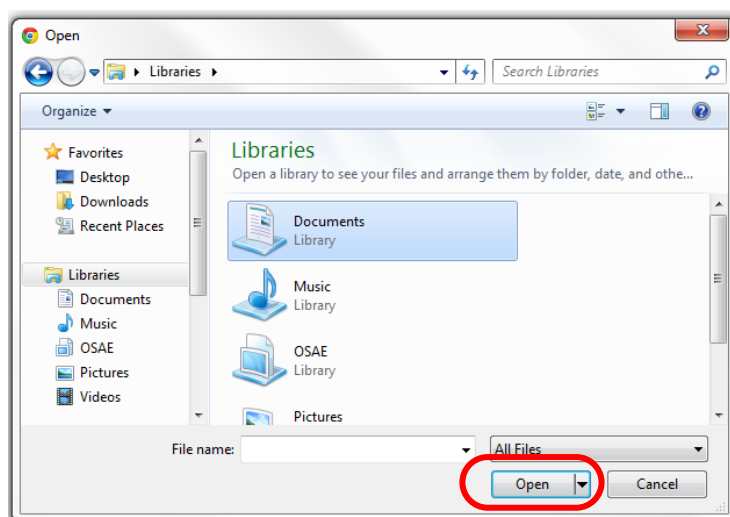 Open
Libraries
Search Libraries
Organize
Favorites
Desktop
Downloads
Recent Places
Libraries
Documents
Music
OSAE
Pictures
Videos
Libraries
Open a library to see your files and arrange them by folder, date, and othe...
Documents
Library
Music
Library
OSAE
Library
Pictures
File name:
All Files
Open
Cancel